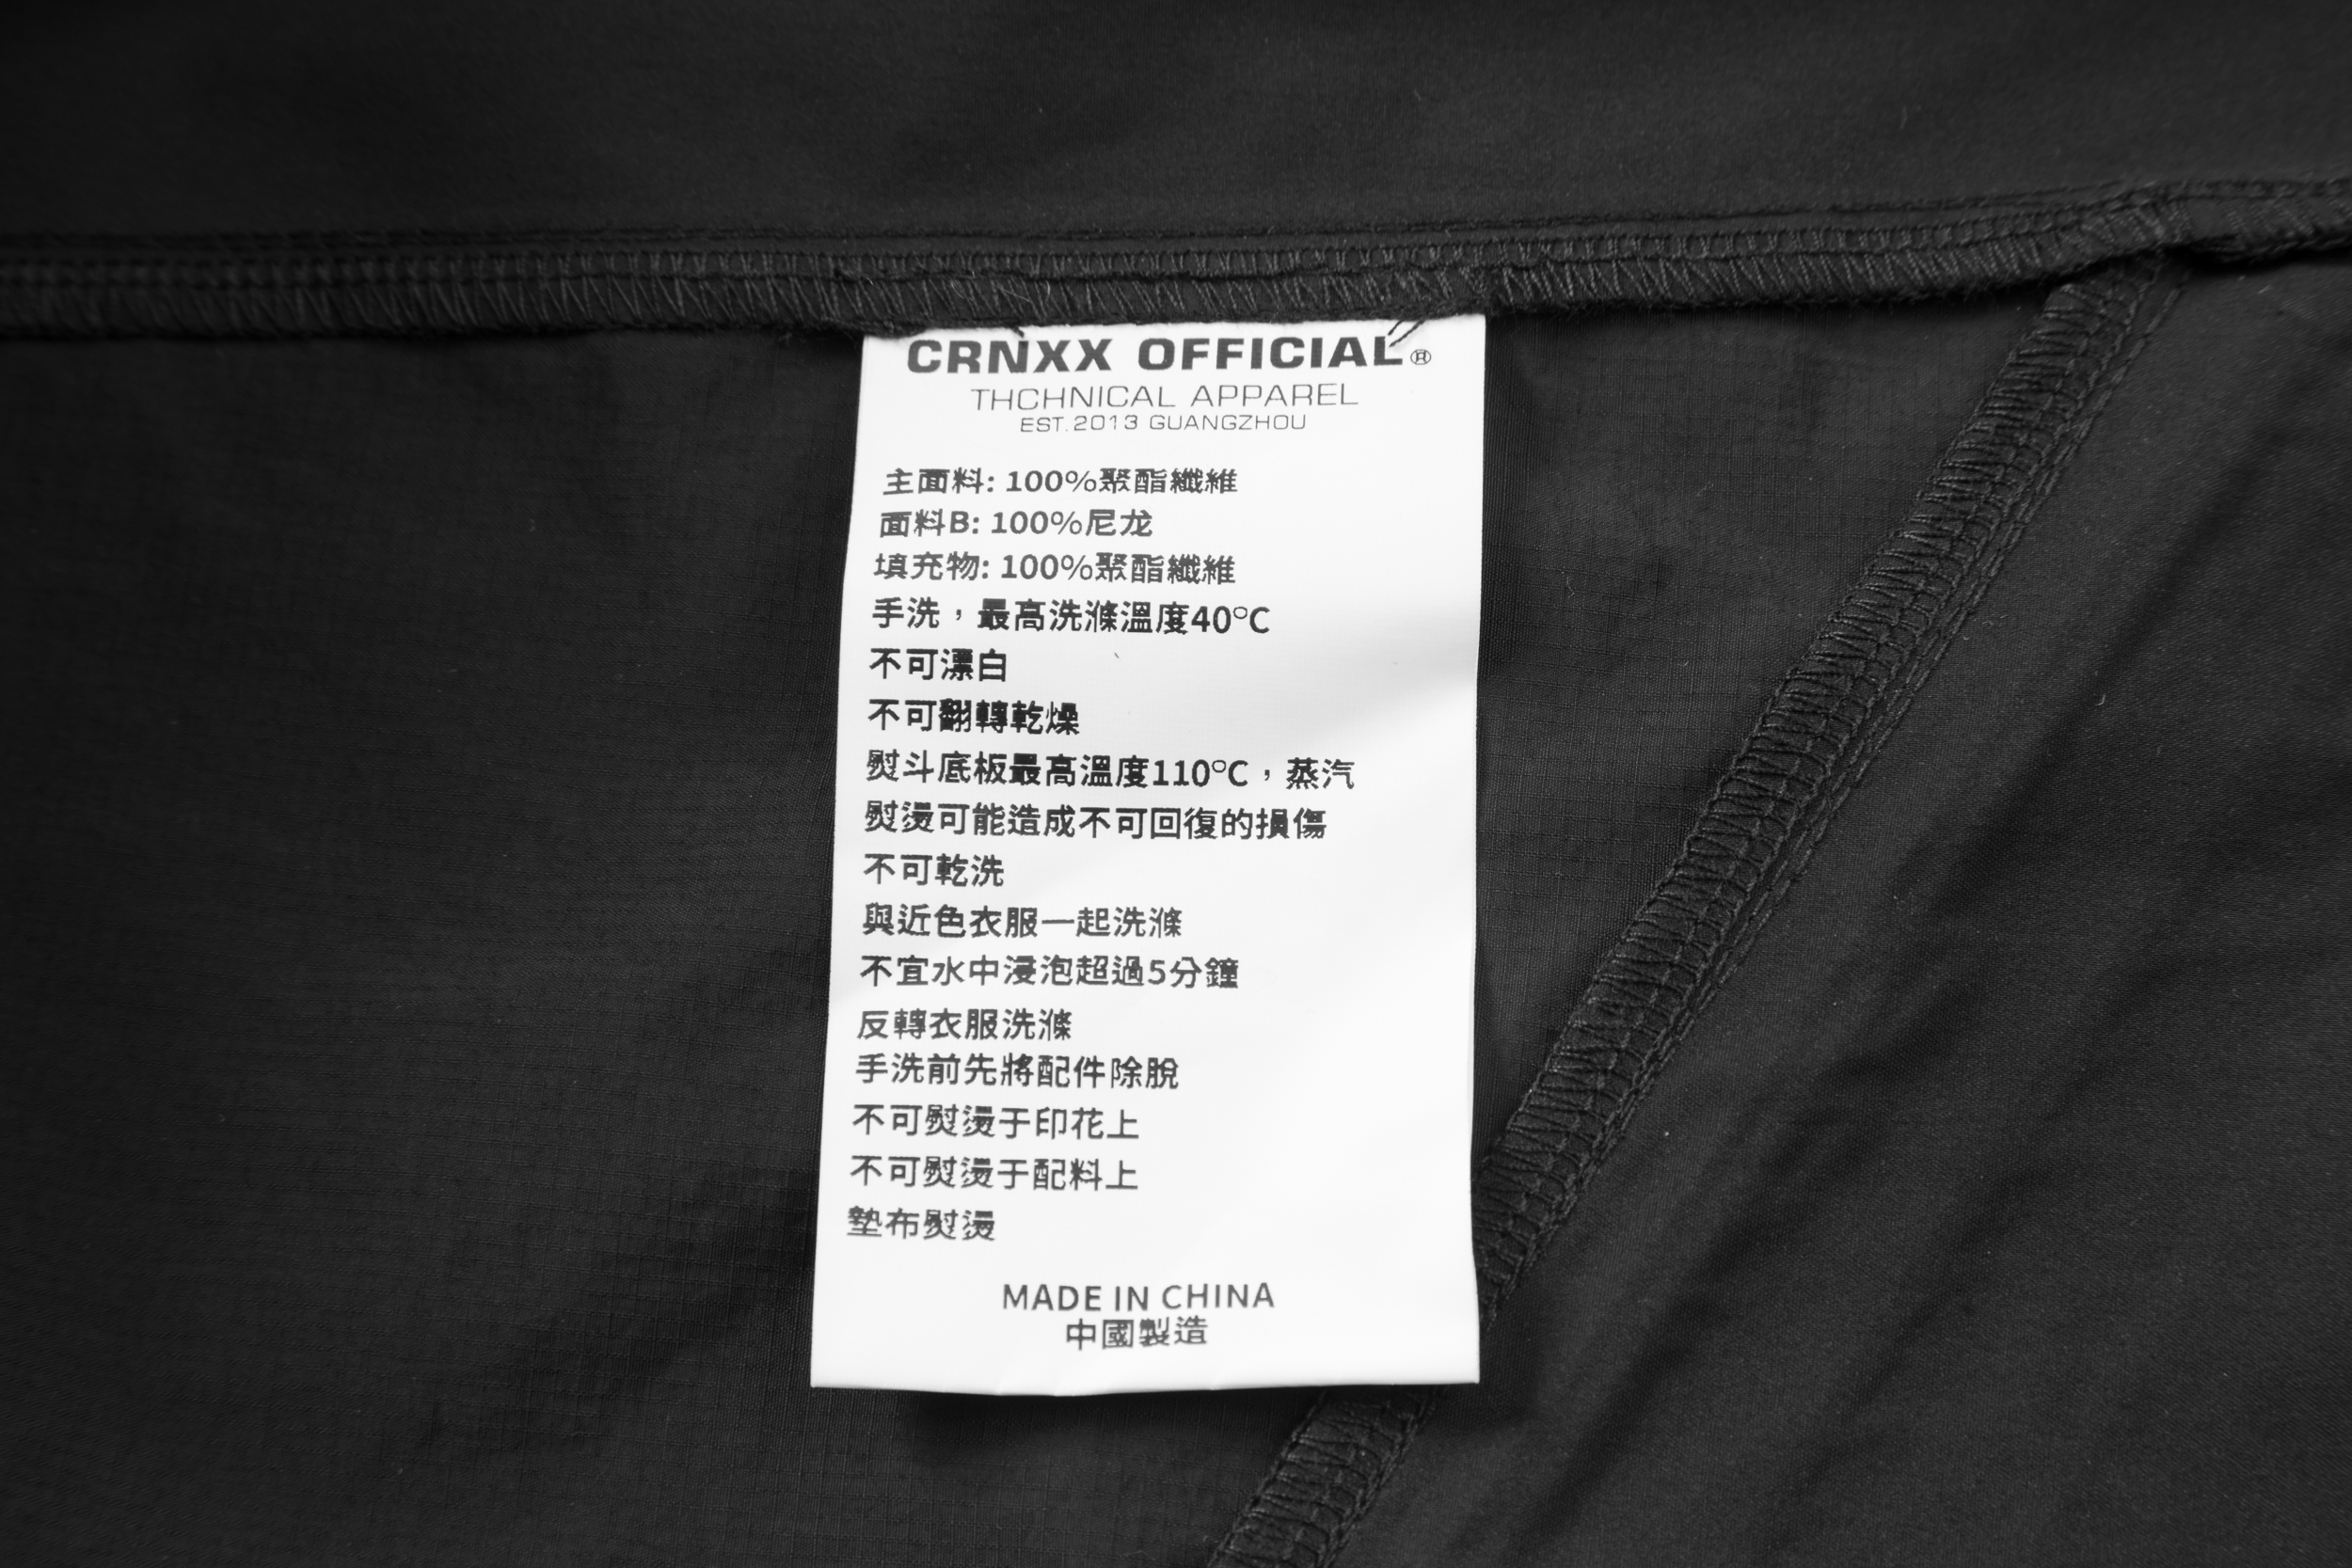 CRNXX OFFICIAL®
THCHNICAL APPAREL
EST.2013 GUANGZHOU
主面料: 100%聚酯纖維
面料B: 100%尼龙
填充物: 100%聚酯纖維
手洗，最高洗滌溫度40°C
不可漂白
不可翻轉乾燥
熨斗底板最高溫度110°C，蒸汽
熨燙可能造成不可回復的損傷
不可乾洗
與近色衣服一起洗滌
不宜水中浸泡超過5分鐘
反轉衣服洗滌
手洗前先將配件除脫
不可熨燙于印花上
不可熨燙于配料上
墊布熨燙
MADE IN CHINA
中國製造